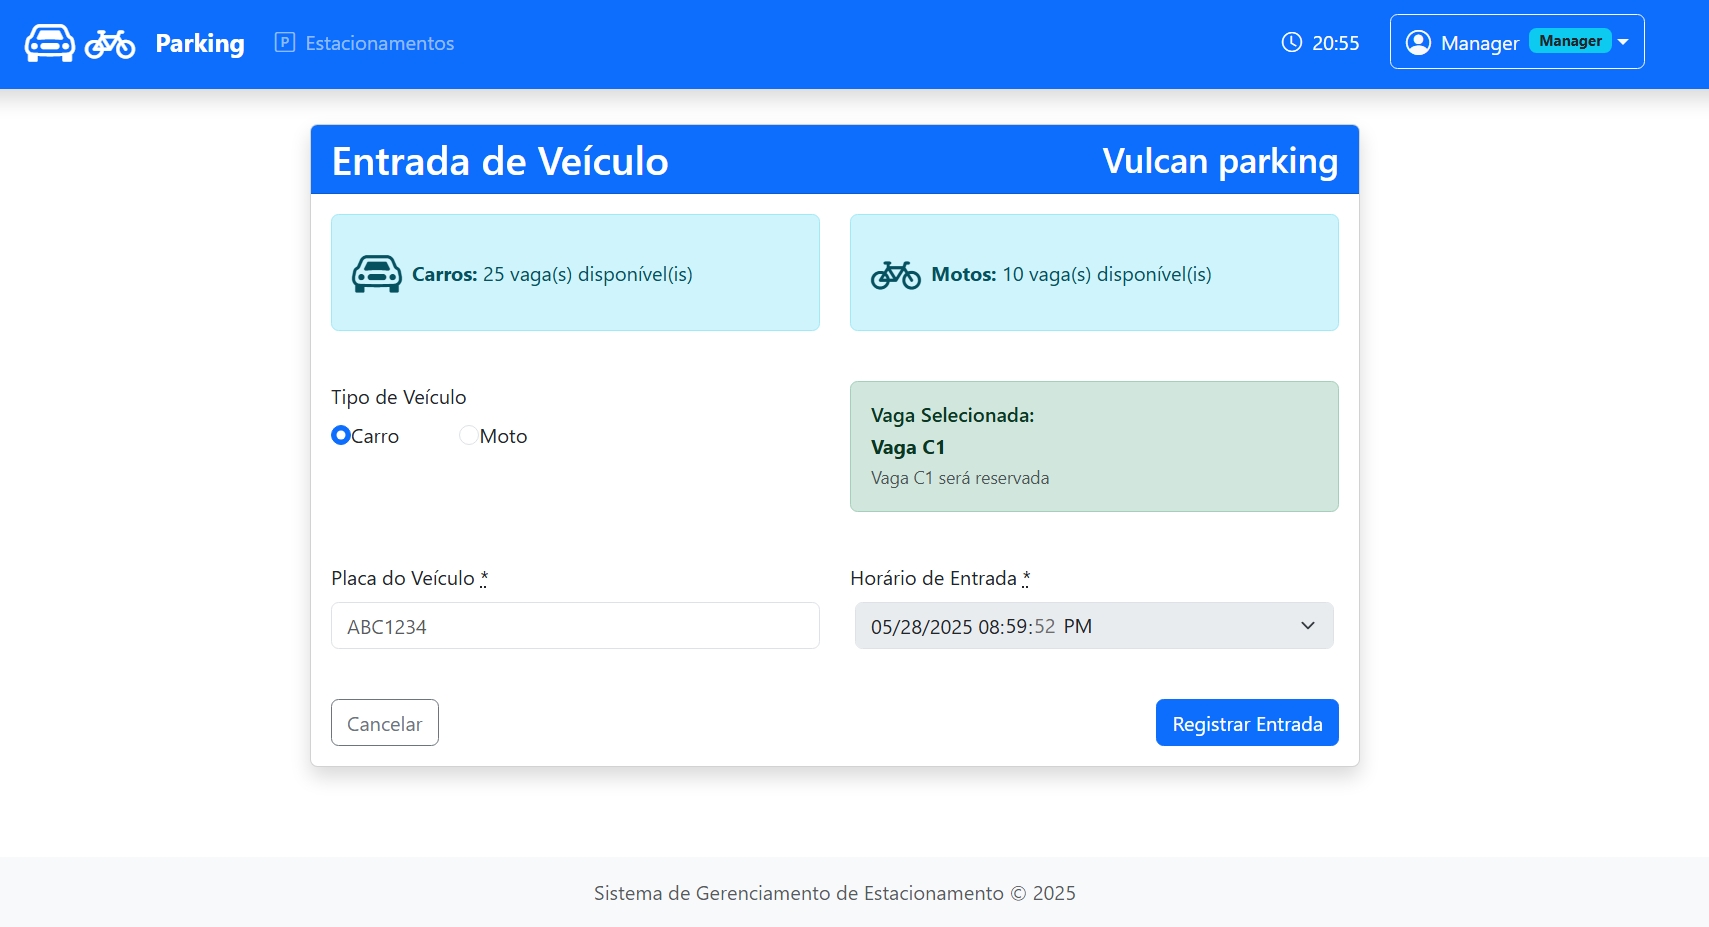 Parking
P Estacionamentos
20:55
Manager Manager
Entrada de Veículo
Vulcan parking
Carros: 25 vaga(s) disponível(is)
Motos: 10 vaga(s) disponível(is)
Tipo de Veículo
Carro
Moto
Vaga Selecionada:
Vaga C1
Vaga C1 será reservada
Placa do Veículo *
ABC1234
Horário de Entrada *
05/28/2025 08:59:52 PM
Cancelar
Registrar Entrada
Sistema de Gerenciamento de Estacionamento © 2025